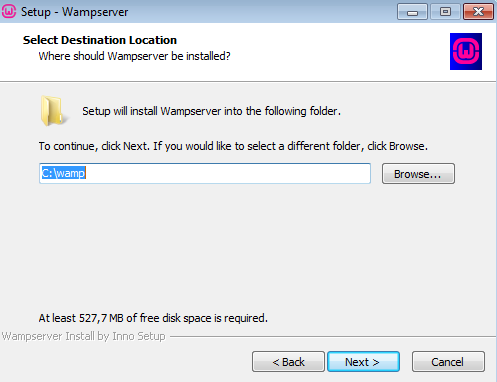 Setup - Wampserver
Select Destination Location
Where should Wampserver be installed?
Setup will install Wampserver into the following folder.
To continue, click Next. If you would like to select a different folder, click Browse.
C:\wamp
Browse...
At least 527,7 MB of free disk space is required.
Wampserver Install by Inno Setup
< Back
Next >
Cancel